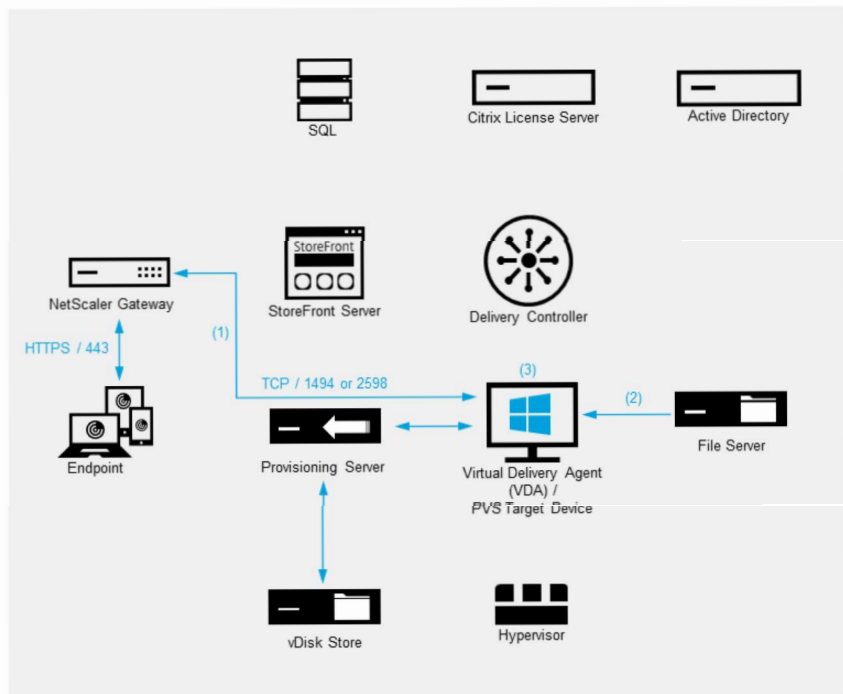 SQL
Citrix License Server
Active Directory
StoreFront
NetScaler Gateway
StoreFront Server
Delivery Controller
(1)
HTTPS / 443
TCP / 1494 or 2598
(3)
(2)
Endpoint
Provisioning Server
Virtual Delivery Agent
(VDA) /
PVS Target Device
File Server
vDisk Store
Hypervisor